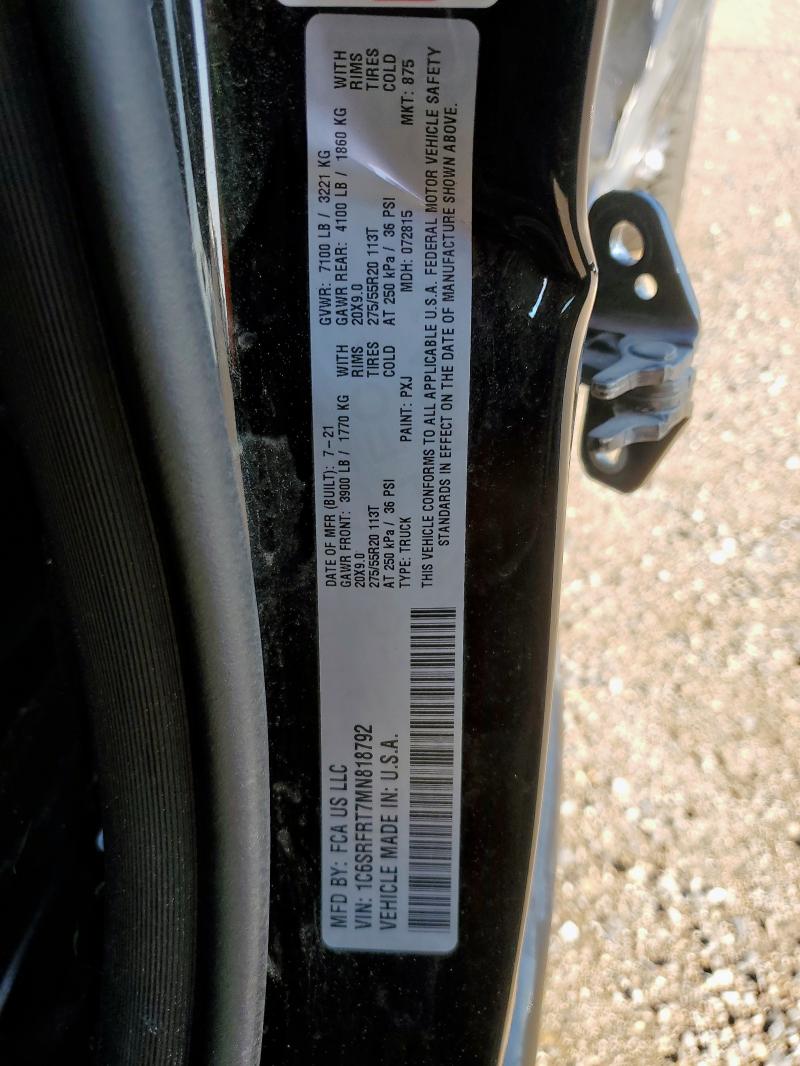 MFD BY: FCA US LLC
VIN: 1C6SRFRT7MN818792
VEHICLE MADE IN: U.S.A.
DATE OF MFR (BUILT): 7-21 GVWR: 7100 LB / 3221 KG
GAWR FRONT: 3900 LB / 1770 KG WITH GAWR REAR: 4100 LB / 1860 KG WITH
20X9.0 RIMS 20X9.0 RIMS
275/55R20 113T TIRES 275/55R20 113T TIRES
AT 250 kPa / 36 PSI COLD AT 250 kPa / 36 PSI COLD
TYPE: TRUCK PAINT: PXJ MDH: 072815 MKT: 875
THIS VEHICLE CONFORMS TO ALL APPLICABLE U.S.A. FEDERAL MOTOR VEHICLE SAFETY
STANDARDS IN EFFECT ON THE DATE OF MANUFACTURE SHOWN ABOVE.